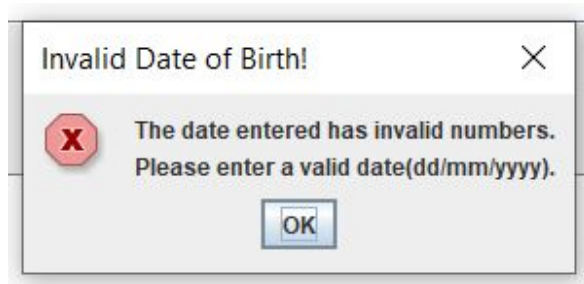 Invalid Date of Birth!
The date entered has invalid numbers.
Please enter a valid date(dd/mm/yyyy).
OK